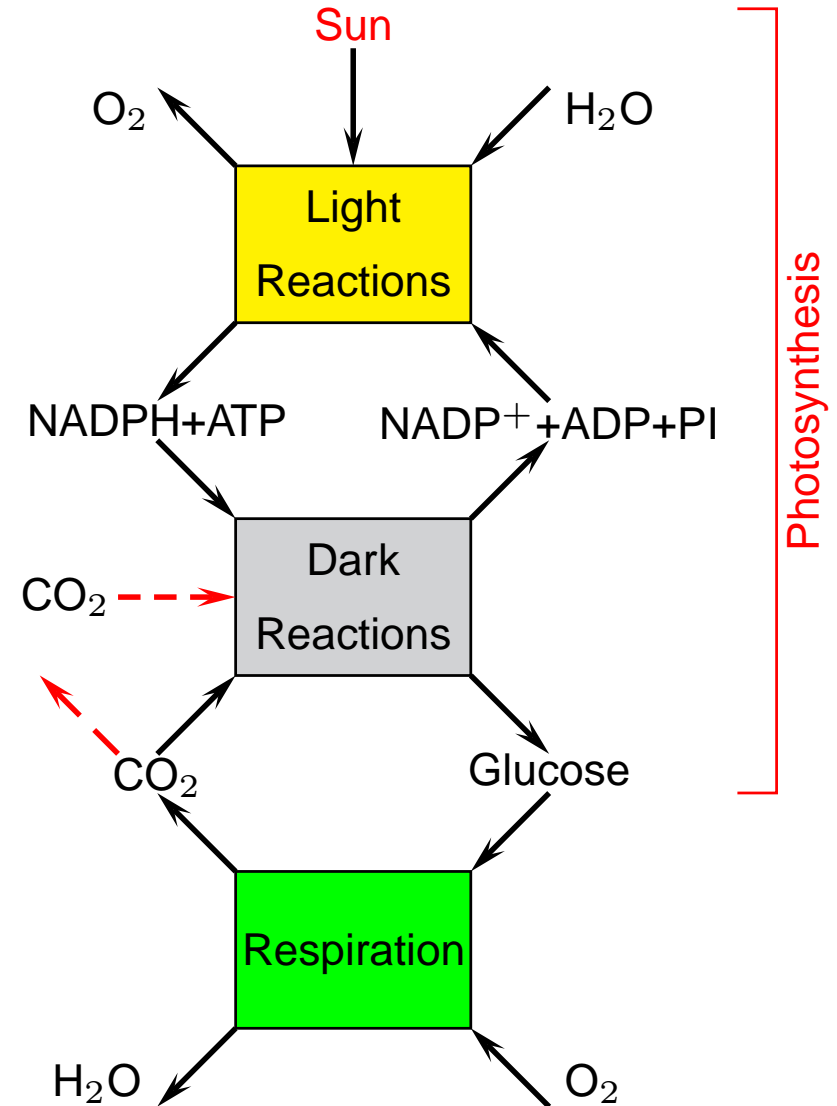 Sun
O₂
H₂O
Light
Reactions
NADPH+ATP
NADP⁺+ADP+PI
Photosynthesis
Dark
Reactions
CO₂
CO₂
Glucose
Respiration
H₂O
O₂